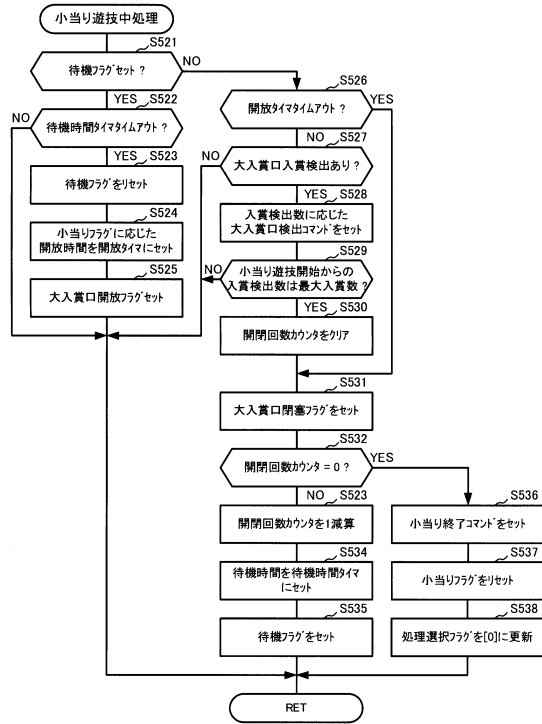 小当り遊技中処理
S521
待機フラグセット？
NO
YES
S522
待機時間タイマタイムアウト？
NO
YES
S523
待機フラグをリセット
S524
小当りフラグに応じた
開放時間を開放タイマにセット
S525
大入賞口開放フラグセット
S526
開放タイマタイムアウト？
YES
NO
S527
大入賞口入賞検出あり？
NO
YES
S528
入賞検出数に応じた
大入賞口検出コマンドをセット
S529
小当り遊技開始からの
入賞検出数は最大入賞数？
NO
YES
S530
開閉回数カウンタをクリア
S531
大入賞口閉塞フラグをセット
S532
開閉回数カウンタ＝0？
YES
NO
S523
開閉回数カウンタを1減算
S534
待機時間を待機時間タイマ
にセット
S535
待機フラグをセット
S536
小当り終了コマンドをセット
S537
小当りフラグをリセット
S538
処理選択フラグを[0]に更新
RET